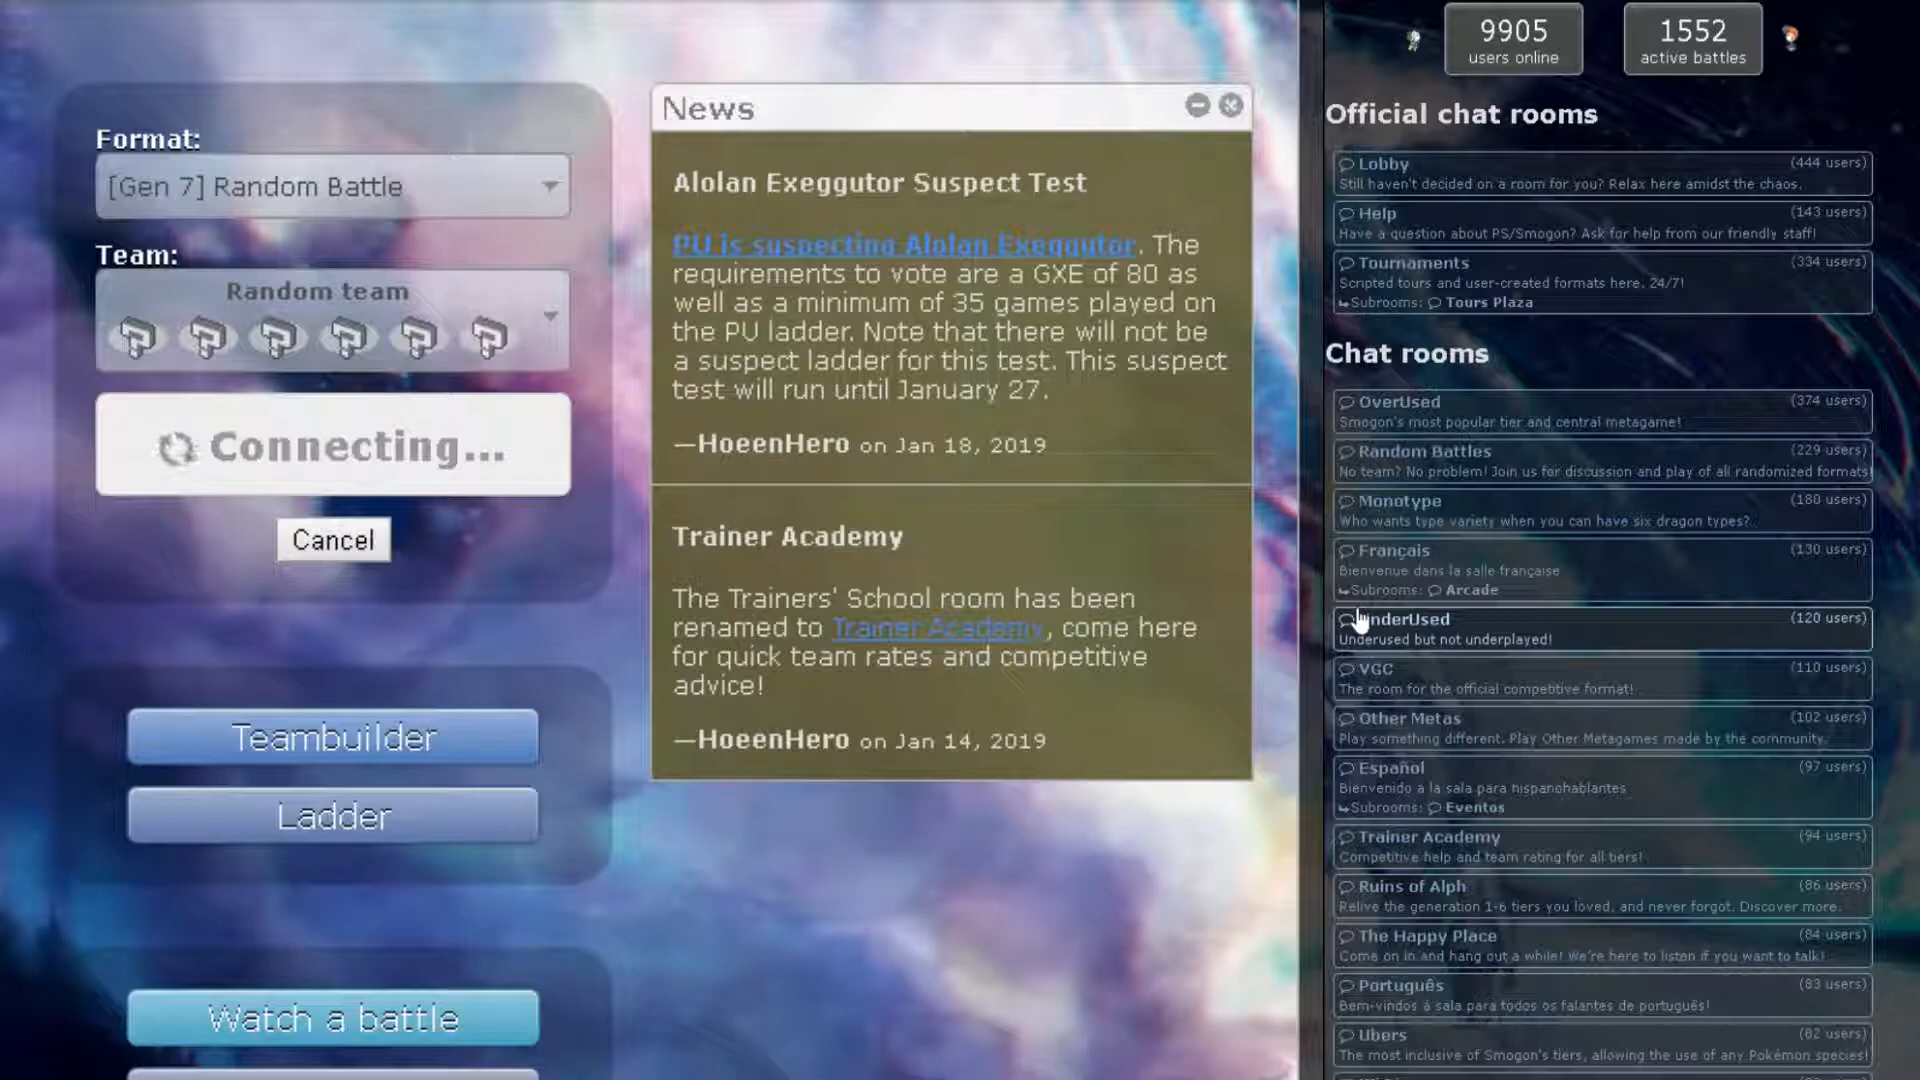 Format:
[Gen 7] Random Battle
Team:
Random team
Connecting...
Cancel
Teambuilder
Ladder
Watch a battle
News
Alolan Exeggutor Suspect Test
PU is suspecting Alolan Exeggutor. The
requirements to vote are a GXE of 80 as
well as a minimum of 35 games played on
the PU ladder. Note that there will not be
a suspect ladder for this test. This suspect
test will run until January 27.
—HoeenHero on Jan 18, 2019
Trainer Academy
The Trainers' School room has been
renamed to Trainer Academy, come here
for quick team rates and competitive
advice!
—HoeenHero on Jan 14, 2019
9905
users online
1552
active battles
Official chat rooms
Lobby (444 users)
Still haven't decided on a room for you? Relax here amidst the chaos.
Help (143 users)
Have a question about PS/Smogon? Ask for help from our friendly staff!
Tournaments (334 users)
Scripted tours and user-created formats here. 24/7!
↳Subrooms: Tours Plaza
Chat rooms
OverUsed (374 users)
Smogon's most popular tier and central metagame!
Random Battles (229 users)
No team? No problem! Join us for discussion and play of all randomized formats!
Monotype (180 users)
Who wants type variety when you can have six dragon types?
Français (130 users)
Bienvenue dans la salle française
↳Subrooms: Arcade
UnderUsed (120 users)
Underused but not underplayed!
VGC (110 users)
The room for the official competitive format!
Other Metas (102 users)
Play something different. Play Other Metagames made by the community.
Español (97 users)
Bienvenido a la sala para hispanohablantes
↳Subrooms: Eventos
Trainer Academy (94 users)
Competitive help and team rating for all tiers!
Ruins of Alph (86 users)
Relive the generation 1-6 tiers you loved, and never forgot. Discover more.
The Happy Place (84 users)
Come on in and hang out a while! We're here to listen if you want to talk!
Português (83 users)
Bem-vindos à sala para todos os falantes de português!
Ubers (82 users)
The most inclusive of Smogon's tiers, allowing the use of any Pokémon species!